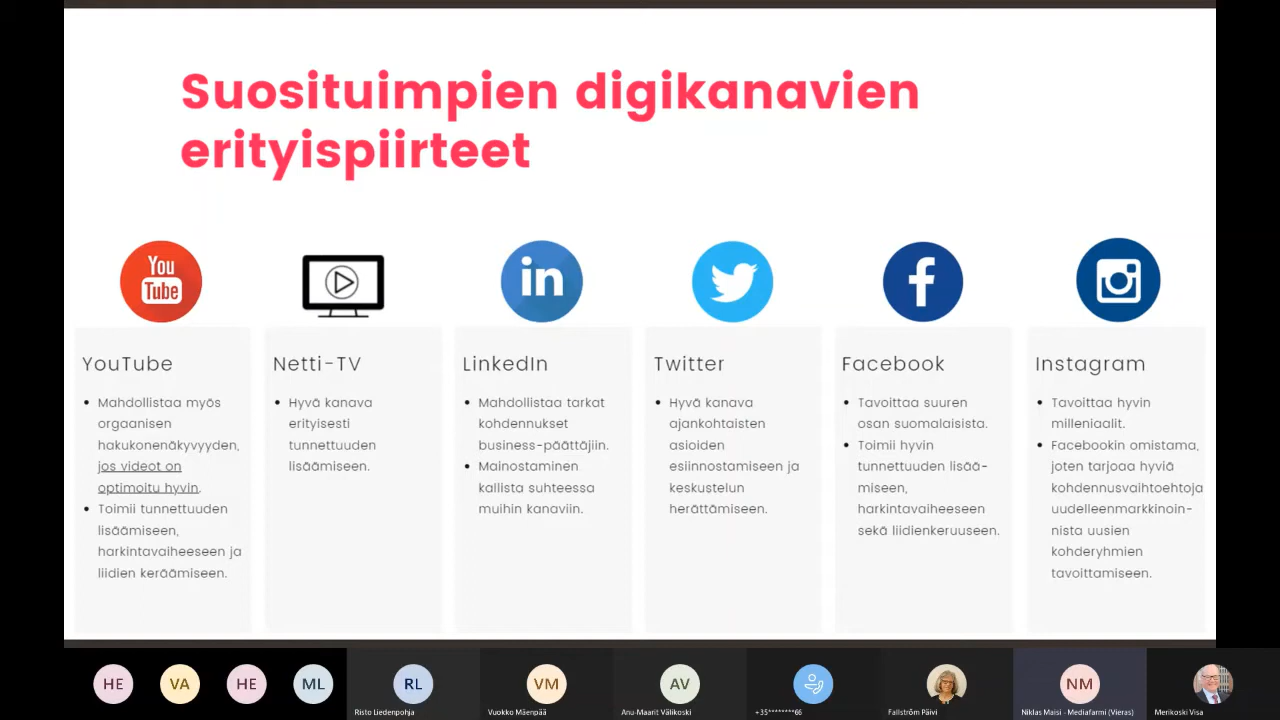 Suosituimpien digikanavien
erityispiirteet
You
Tube
in
f
YouTube
Mahdollistaa myös
orgaanisen
hakukonenäkyvyyden,
jos videot on
optimoitu hyvin.
Toimii tunnettuuden
lisäämiseen,
harkintavaiheeseen ja
liidien keräämiseen.
Netti-TV
Hyvä kanava
erityisesti
tunnettuuden
lisäämiseen.
LinkedIn
Mahdollistaa tarkat
kohdennukset
business-päättäjiin.
Mainostaminen
kallista suhteessa
muihin kanaviin.
Twitter
Hyvä kanava
ajankohtaisten
asioiden
esiinnostamiseen ja
keskustelun
herättämiseen.
Facebook
Tavoittaa suuren
osan suomalaisista.
Toimii hyvin
tunnettuuden lisää-
miseen,
harkintavaiheeseen
sekä liidienkeruuseen.
Instagram
Tavoittaa hyvin
milleniaalit.
Facebookin omistama,
joten tarjoaa hyviä
kohdennusvaihtoehtoja
uudelleenmarkkinoin-
nista uusien
kohderyhmien
tavoittamiseen.
HE
VA
HE
ML
RL
VM
AV
NM
Risto Liedenpohja
Vuokko Mäenpää
Anu-Maarit Välikoski
+35********66
Fallström Päivi
Niklas Maisi - Mediafarmi (Vieras)
Merikoski Visa